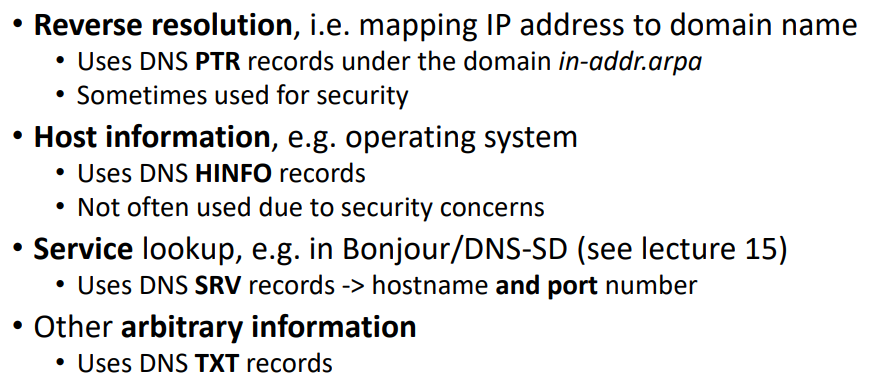 • Reverse resolution, i.e. mapping IP address to domain name
• Uses DNS PTR records under the domain in-addr.arpa
• Sometimes used for security
• Host information, e.g. operating system
• Uses DNS HINFO records
• Not often used due to security concerns
• Service lookup, e.g. in Bonjour/DNS-SD (see lecture 15)
• Uses DNS SRV records -> hostname and port number
• Other arbitrary information
• Uses DNS TXT records